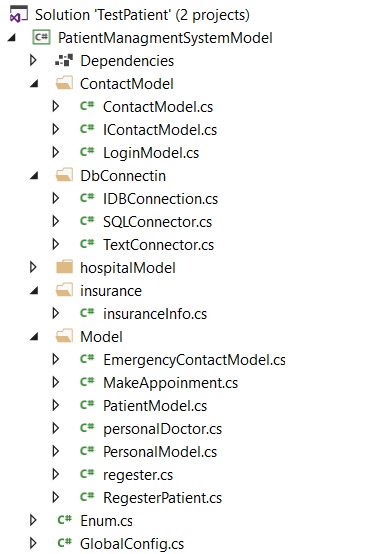 Solution 'TestPatient' (2 projects)
C# PatientManagmentSystemModel
Dependencies
ContactModel
C# ContactModel.cs
C# IContactModel.cs
C# LoginModel.cs
DbConnectin
C# IDBConnection.cs
C# SQLConnector.cs
C# TextConnector.cs
hospitalModel
insurance
C# insuranceInfo.cs
Model
C# EmergencyContactModel.cs
C# MakeAppoinment.cs
C# PatientModel.cs
C# personalDoctor.cs
C# PersonalModel.cs
C# regester.cs
C# RegesterPatient.cs
C# Enum.cs
C# GlobalConfig.cs